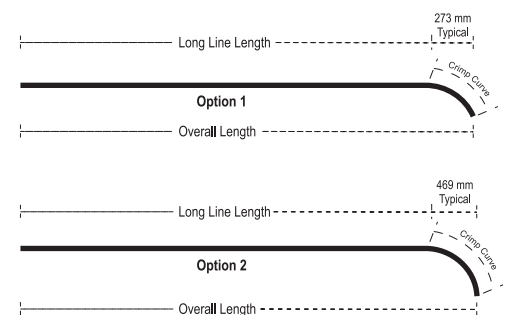 273 mm
Typical
Long Line Length
Crimp Curve
Option 1
Overall Length
469 mm
Typical
Long Line Length
Crimp Curve
Option 2
Overall Length